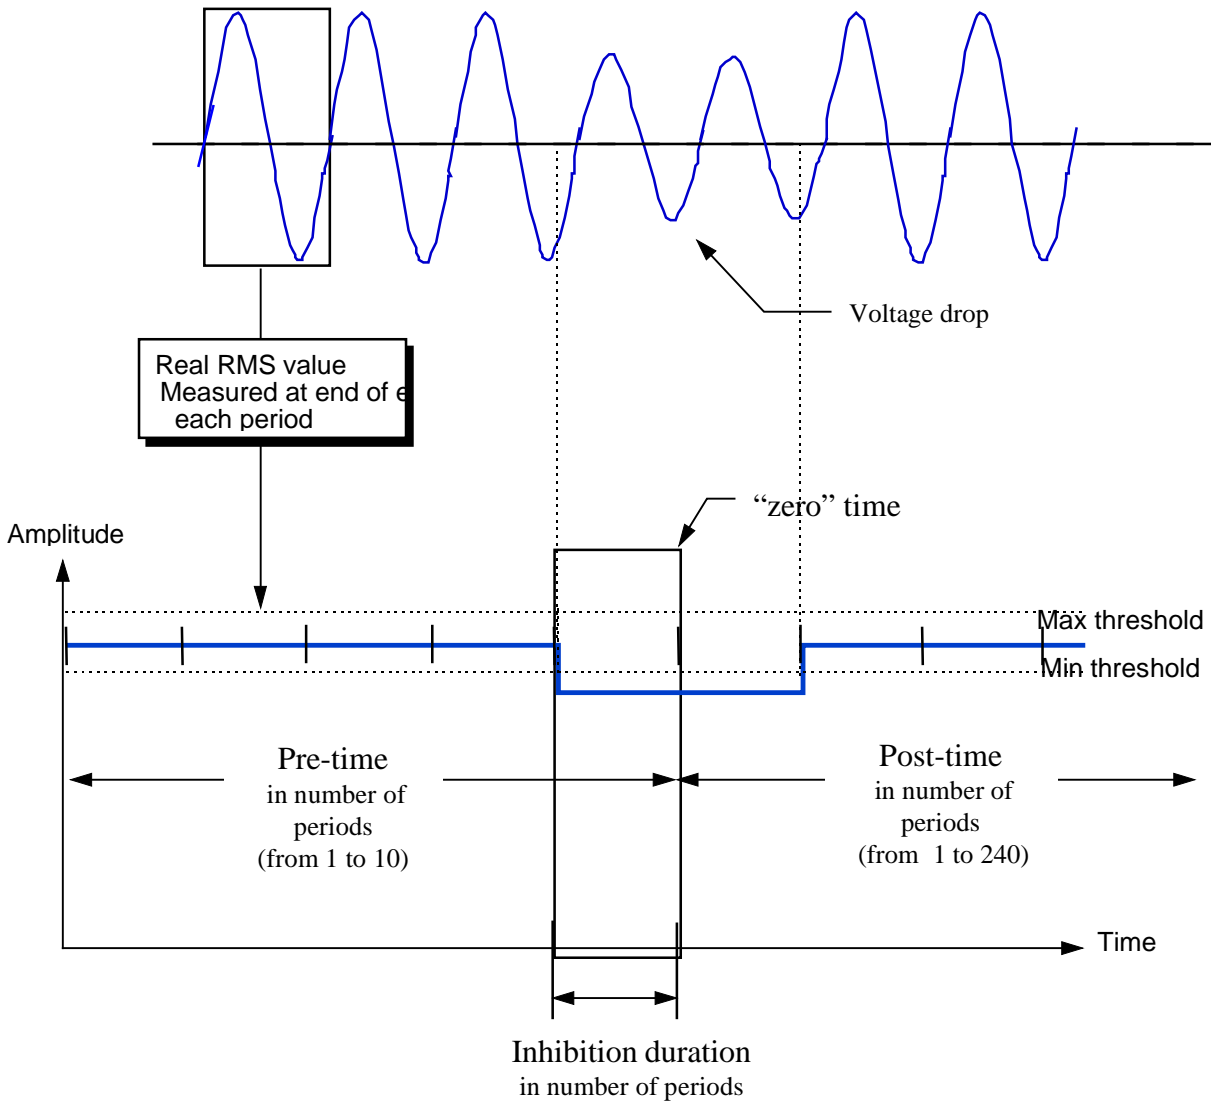 Voltage drop
Real RMS value
Measured at end of e
each period
“zero” time
Amplitude
Max threshold
Min threshold
Pre-time
in number of
periods
(from 1 to 10)
Post-time
in number of
periods
(from 1 to 240)
Time
Inhibition duration
in number of periods